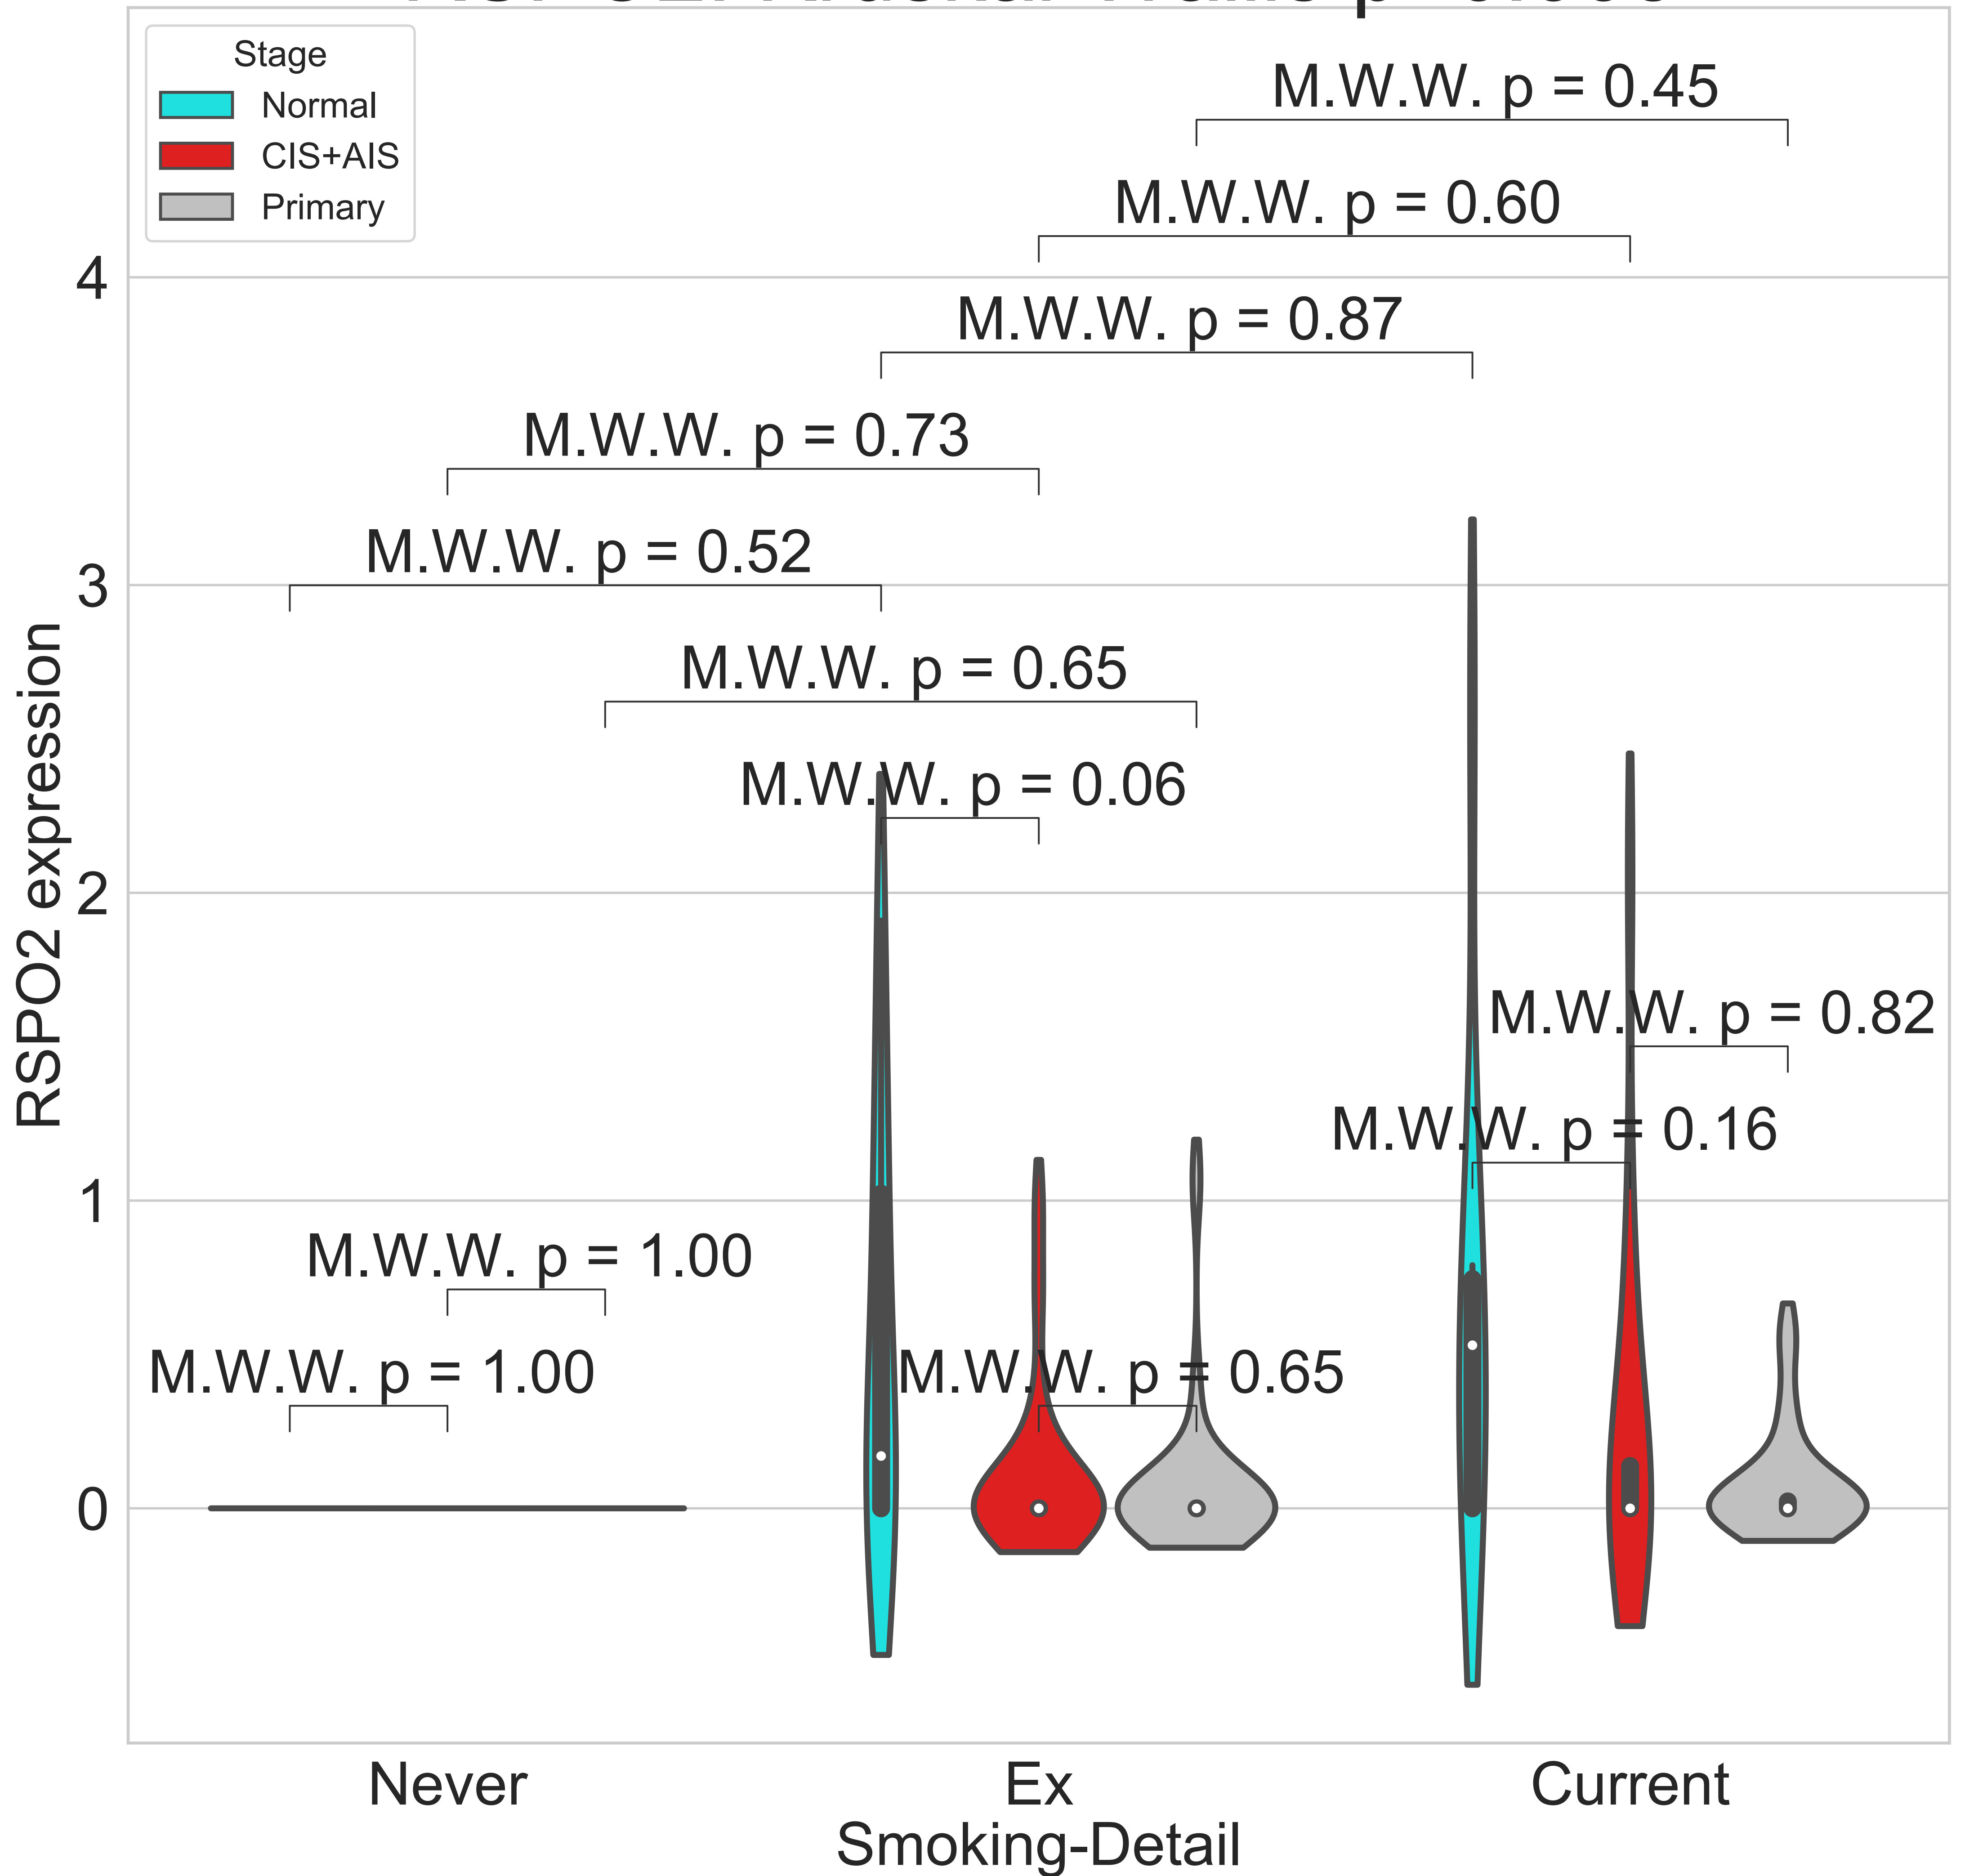 Stage
Normal
CIS+AIS
Primary
M.W.W. p = 0.45
M.W.W. p = 0.60
4
M.W.W. p = 0.87
M.W.W. p = 0.73
M.W.W. p = 0.52
3
M.W.W. p = 0.65
M.W.W. p = 0.06
2
M.W.W. p = 0.82
M.W.W. p = 0.16
1
M.W.W. p = 1.00
M.W.W. p = 1.00
M.W.W. p = 0.65
0
RSPO2 expression
Never
Ex
Current
Smoking-Detail